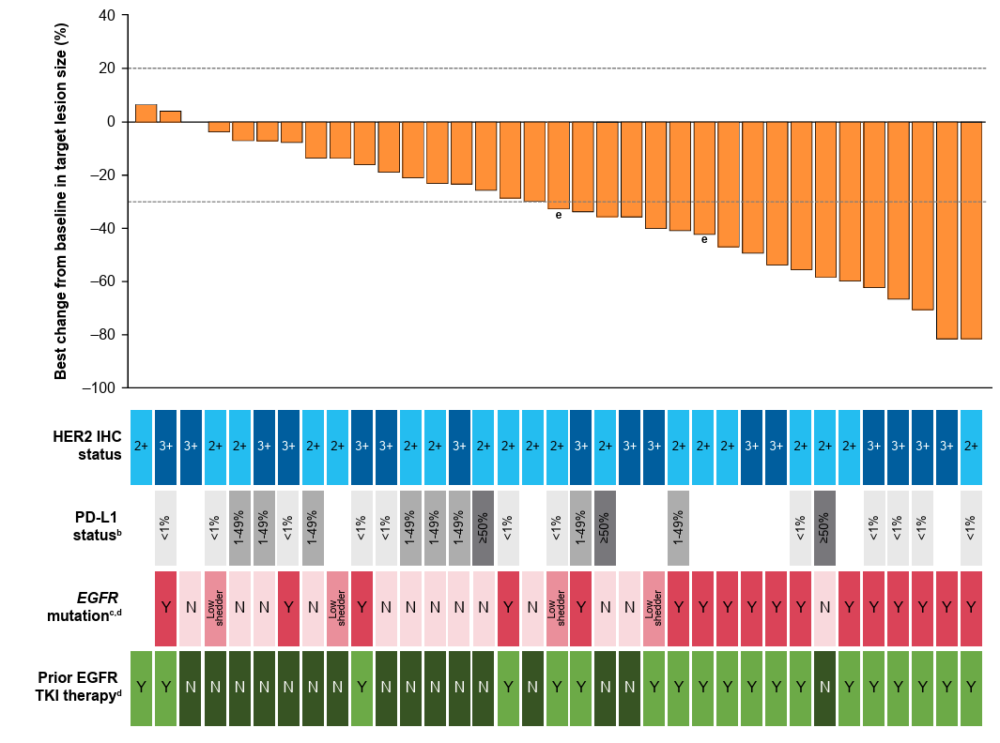 Best change from baseline in target lesion size (%)
40
20
0
–20
–40
–60
–80
–100
e
e
HER2 IHC
status
2+ 3+ 3+ 2+ 2+ 3+ 3+ 2+ 2+ 3+ 3+ 2+ 2+ 3+ 2+ 2+ 2+ 2+ 3+ 2+ 3+ 3+ 2+ 2+ 2+ 3+ 3+ 2+ 2+ 2+ 3+ 3+ 3+ 3+ 2+
PD-L1
statusᵇ
<1% <1% 1-49% 1-49% <1% 1-49% <1% <1% 1-49% 1-49% 1-49% ≥50% <1% <1% 1-49% ≥50% 1-49% <1% ≥50% <1% <1% <1% <1%
EGFR
mutationᶜ,ᵈ
Y N Low shedder N N Y N Low shedder Y N N N N N Y N Low shedder Y N N Low shedder Y Y Y Y Y Y N Y Y Y Y Y Y
Prior EGFR
TKI therapyᵈ
Y Y N N N N N N N Y N N N N N Y N Y Y N N Y Y Y Y Y Y Y N Y Y Y Y Y Y